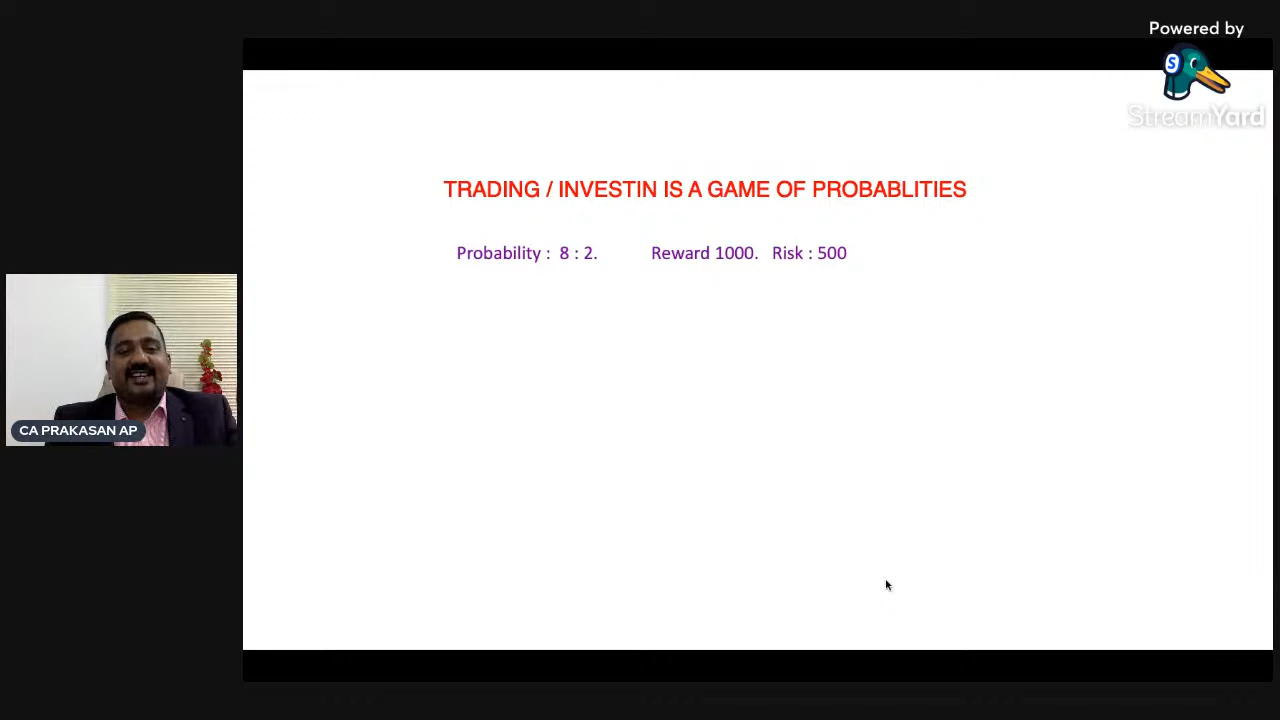 Powered by
StreamYard
TRADING / INVESTIN IS A GAME OF PROBABLITIES
Probability : 8 : 2. Reward 1000. Risk : 500
CA PRAKASAN AP